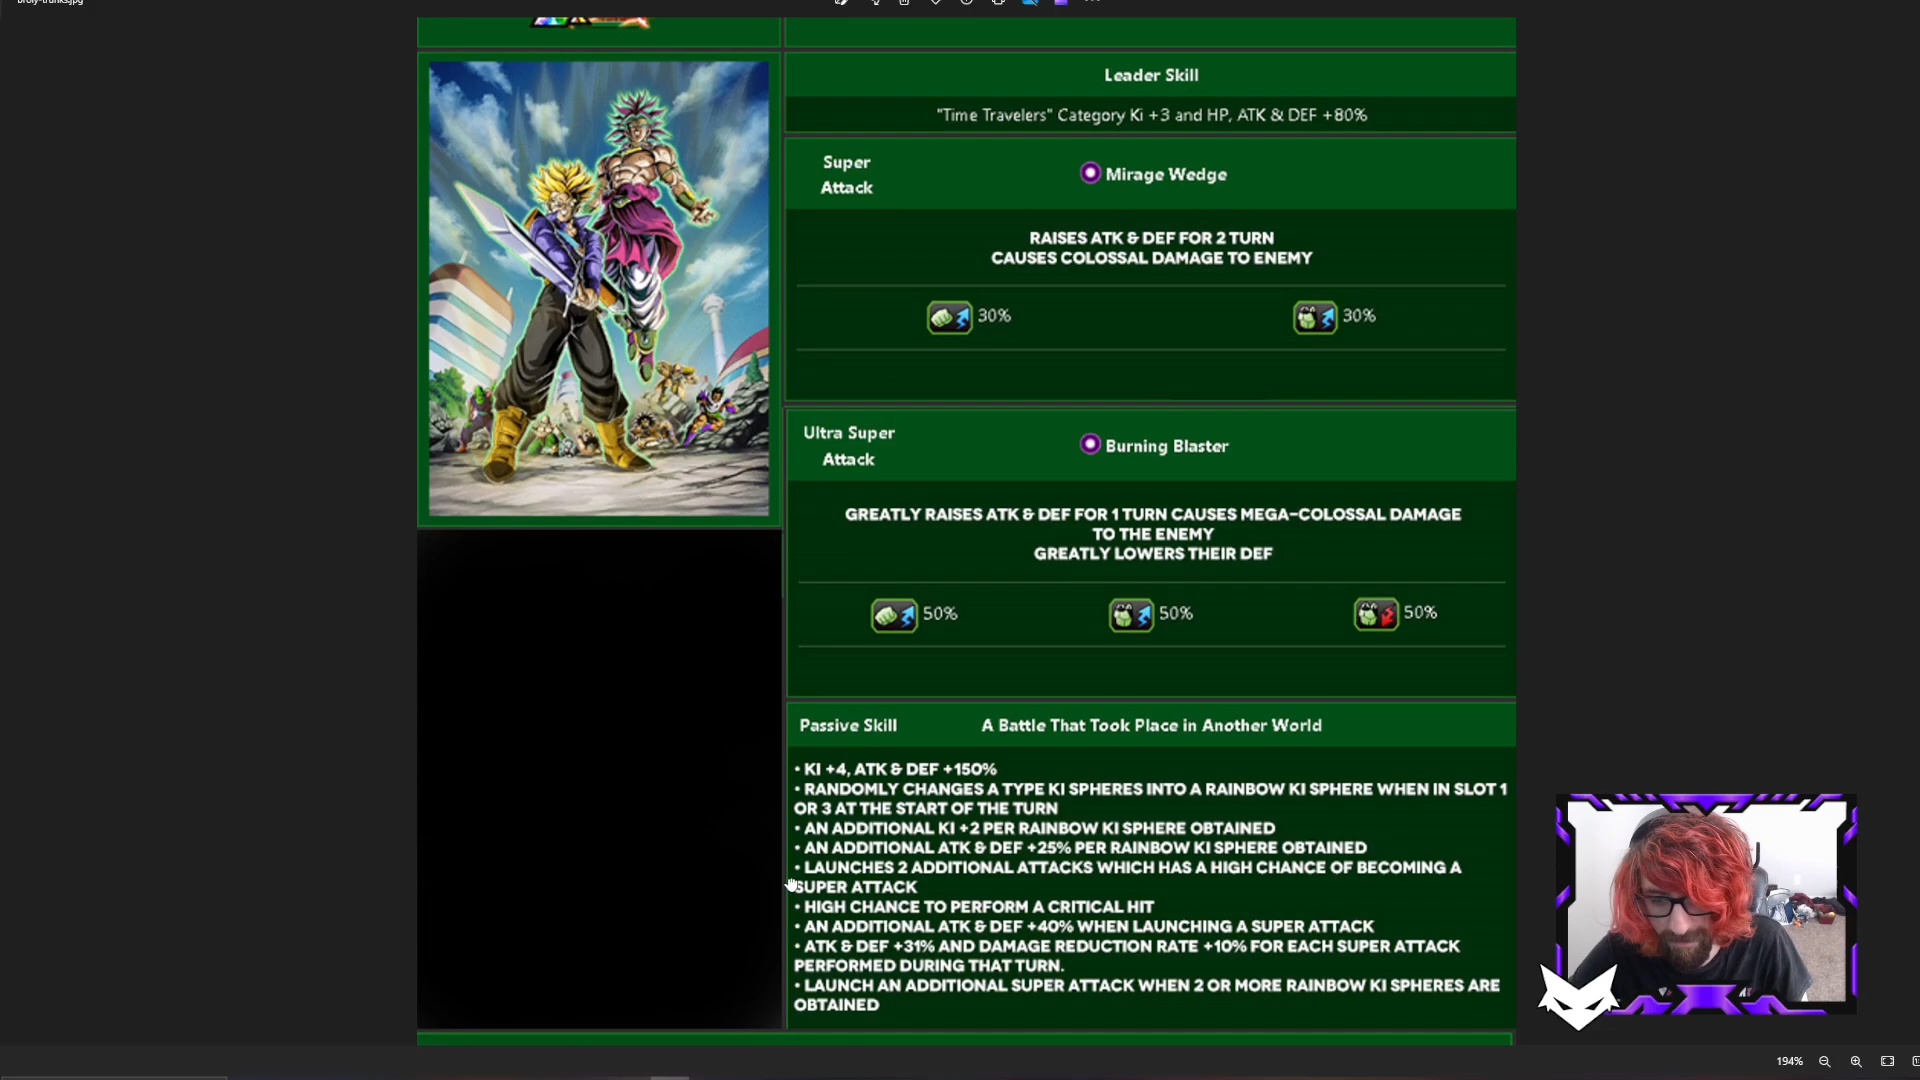 broly-trunks.jpg
Leader Skill
"Time Travelers" Category Ki +3 and HP, ATK & DEF +80%
Super
Attack
Mirage Wedge
RAISES ATK & DEF FOR 2 TURN
CAUSES COLOSSAL DAMAGE TO ENEMY
30%
30%
Ultra Super
Attack
Burning Blaster
GREATLY RAISES ATK & DEF FOR 1 TURN CAUSES MEGA-COLOSSAL DAMAGE
TO THE ENEMY
GREATLY LOWERS THEIR DEF
50%
50%
50%
Passive Skill
A Battle That Took Place in Another World
• KI +4, ATK & DEF +150%
• RANDOMLY CHANGES A TYPE KI SPHERES INTO A RAINBOW KI SPHERE WHEN IN SLOT 1
OR 3 AT THE START OF THE TURN
• AN ADDITIONAL KI +2 PER RAINBOW KI SPHERE OBTAINED
• AN ADDITIONAL ATK & DEF +25% PER RAINBOW KI SPHERE OBTAINED
• LAUNCHES 2 ADDITIONAL ATTACKS WHICH HAS A HIGH CHANCE OF BECOMING A
SUPER ATTACK
• HIGH CHANCE TO PERFORM A CRITICAL HIT
• AN ADDITIONAL ATK & DEF +40% WHEN LAUNCHING A SUPER ATTACK
• ATK & DEF +31% AND DAMAGE REDUCTION RATE +10% FOR EACH SUPER ATTACK
PERFORMED DURING THAT TURN.
• LAUNCH AN ADDITIONAL SUPER ATTACK WHEN 2 OR MORE RAINBOW KI SPHERES ARE
OBTAINED
194%